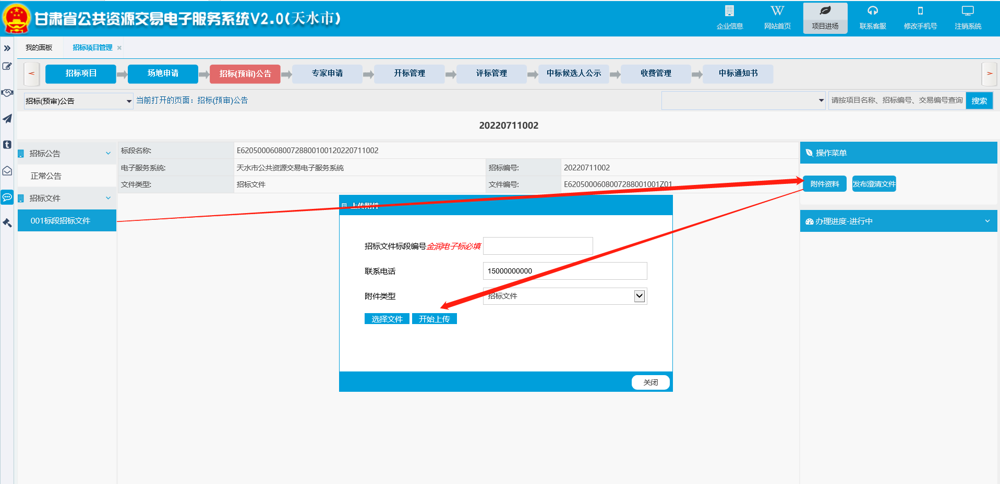 甘肃省公共资源交易电子服务系统V2.0(天水市)
企业信息
网站首页
项目进场
联系客服
修改手机号
注销系统
我的面板
招标项目管理 ×
<
招标项目
场地申请
招标(预审)公告
专家申请
开标管理
评标管理
中标候选人公示
收费管理
中标通知书
>
招标(预审)公告
当前打开的页面：招标(预审)公告
请按项目名称、招标编号、交易编号查询
搜索
20220711002
招标公告
正常公告
招标文件
001标段招标文件
标段名称:
E620500060800728800100120220711002
电子服务系统:
天水市公共资源交易电子服务系统
招标编号:
20220711002
文件类型:
招标文件
文件编号:
E6205000608007288001001Z01
操作菜单
附件资料
发布澄清文件
办理进度-进行中
上传附件
招标文件标段编号金润电子标必填
联系电话
15000000000
附件类型
招标文件
选择文件
开始上传
关闭